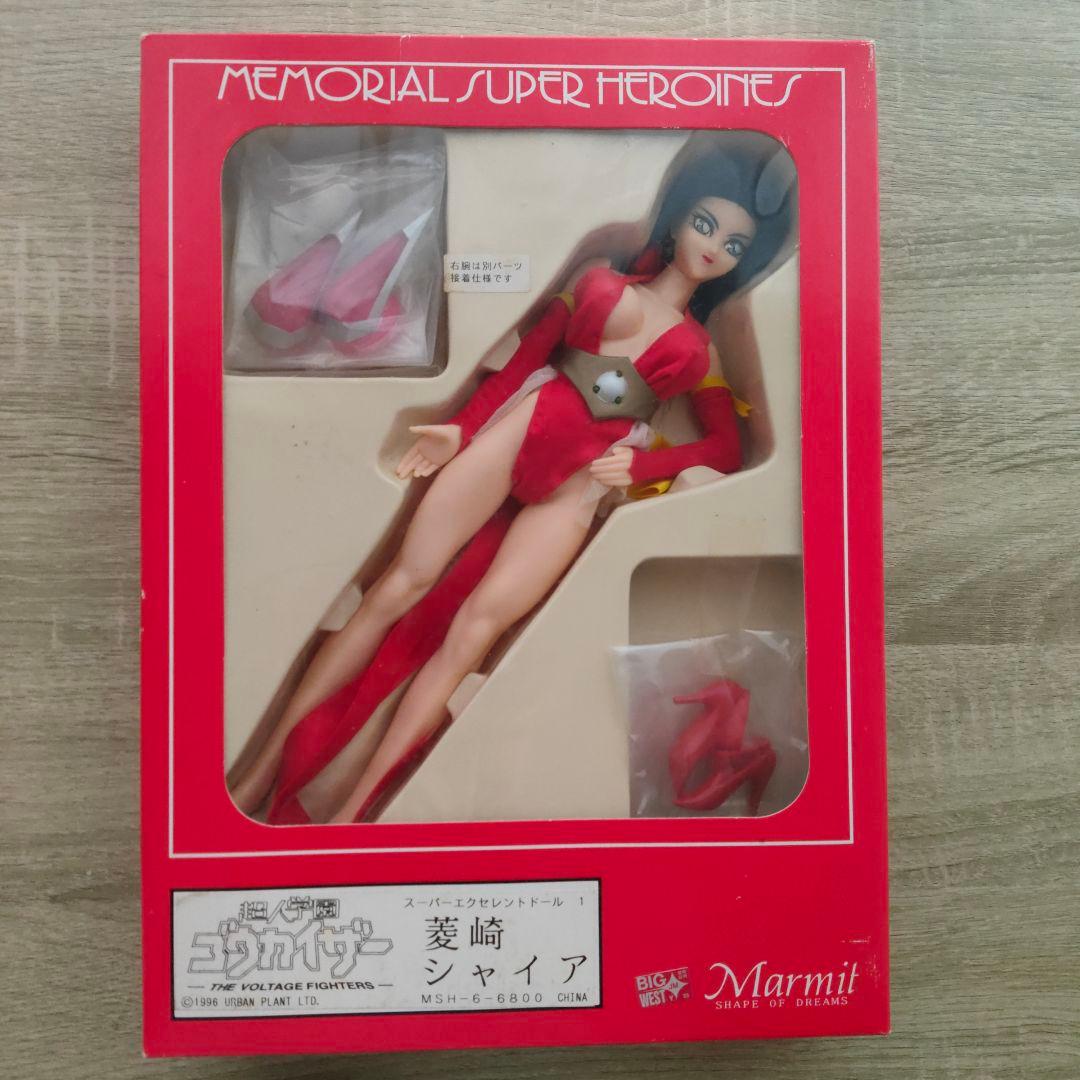 MEMORIAL SUPER HEROINES
右腕は別パーツ
接着仕様です
超人学園
ゴウカイザー
THE VOLTAGE FIGHTERS
©1996 URBAN PLANT LTD.
スーパーエクセレントドール 1
菱崎
シャイア
MSH-6-6800 CHINA
BIG
WEST
Marmit
SHAPE OF DREAMS